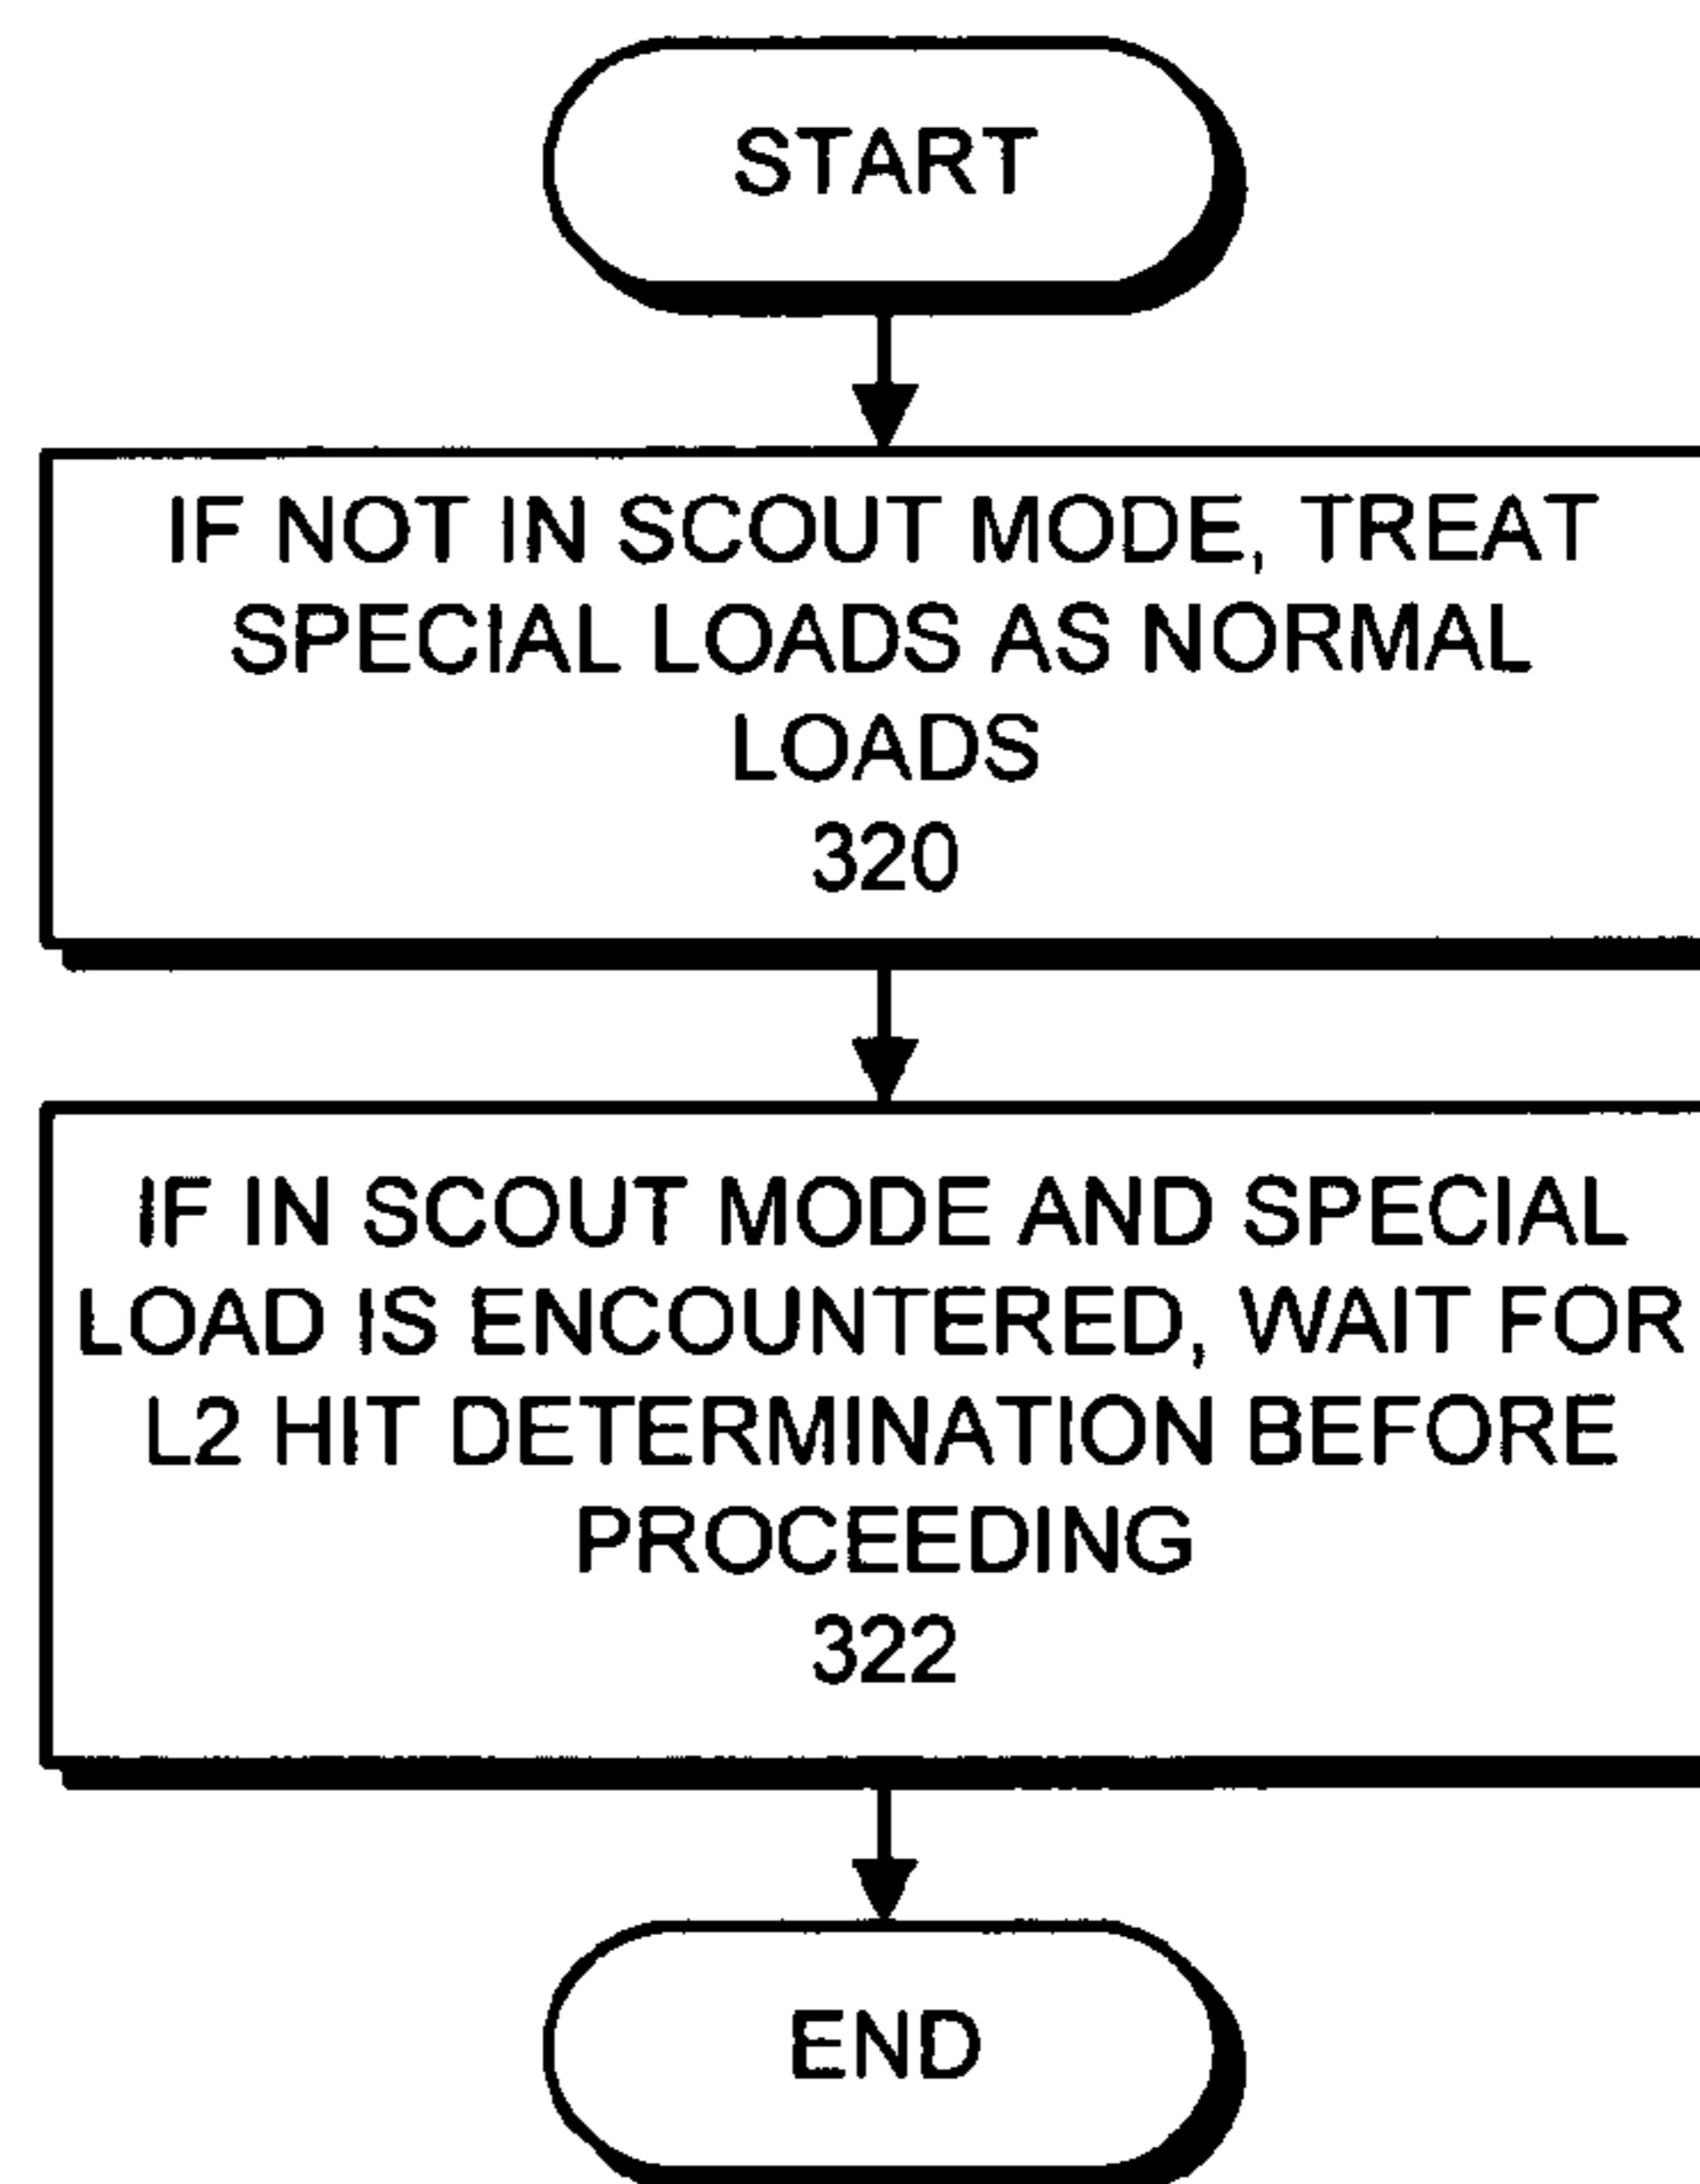 START
IF NOT IN SCOUT MODE, TREAT
SPECIAL LOADS AS NORMAL
LOADS
320
IF IN SCOUT MODE AND SPECIAL
LOAD IS ENCOUNTERED, WAIT FOR
L2 HIT DETERMINATION BEFORE
PROCEEDING
322
END